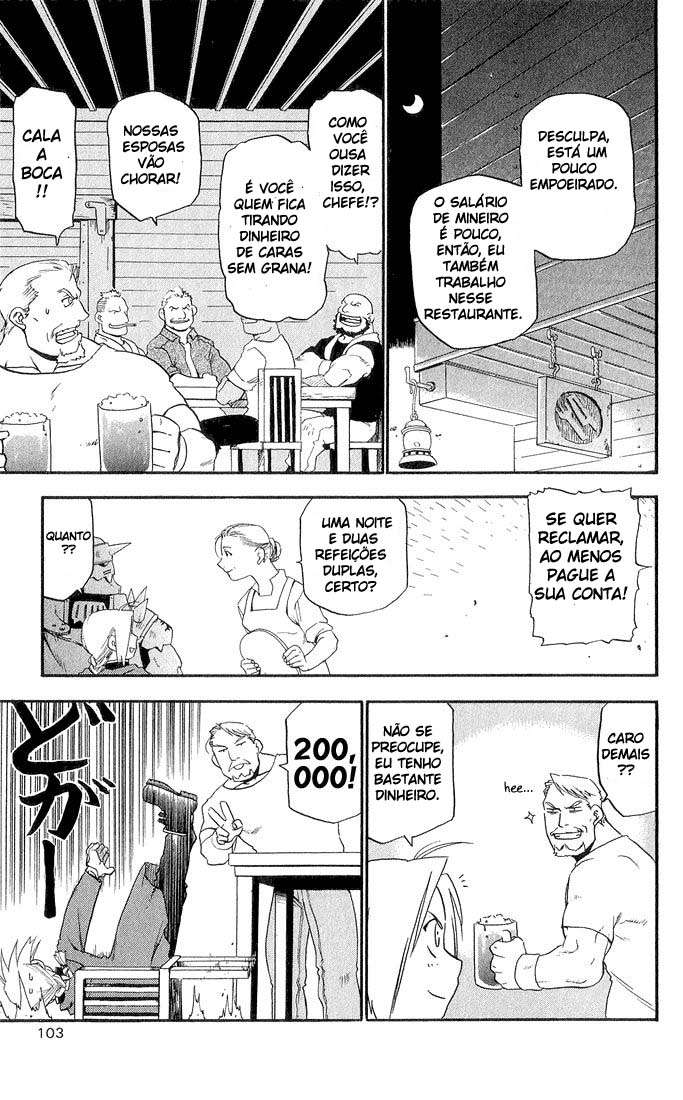 DESCULPA,
ESTÁ UM
POUCO
EMPOEIRADO.
O SALÁRIO
DE MINEIRO
É POUCO,
ENTÃO, EU
TAMBÉM
TRABALHO
NESSE
RESTAURANTE.
COMO
VOCÊ
OUSA
DIZER
ISSO,
CHEFE!?
É VOCÊ
QUEM FICA
TIRANDO
DINHEIRO
DE CARAS
SEM GRANA!
NOSSAS
ESPOSAS
VÃO
CHORAR!
CALA
A
BOCA
!!
SE QUER
RECLAMAR,
AO MENOS
PAGUE A
SUA CONTA!
UMA NOITE
E DUAS
REFEIÇÕES
DUPLAS,
CERTO?
QUANTO
??
CARO
DEMAIS
??
hee...
NÃO SE
PREOCUPE,
EU TENHO
BASTANTE
DINHEIRO.
200,
000!
どガー
103